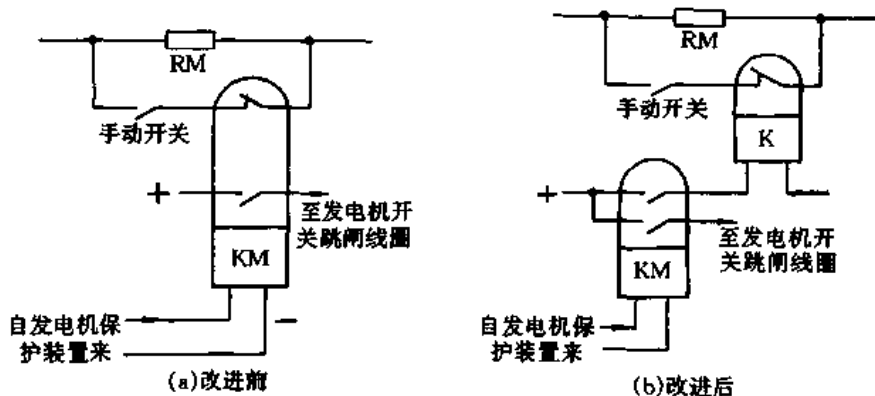 RM
手动开关
+
至发电机开
关跳闸线圈
KM
自发电机保
护装置来
−
(a)改进前
RM
手动开关
K
+
−
至发电机开
关跳闸线圈
KM
自发电机保
护装置来
(b)改进后